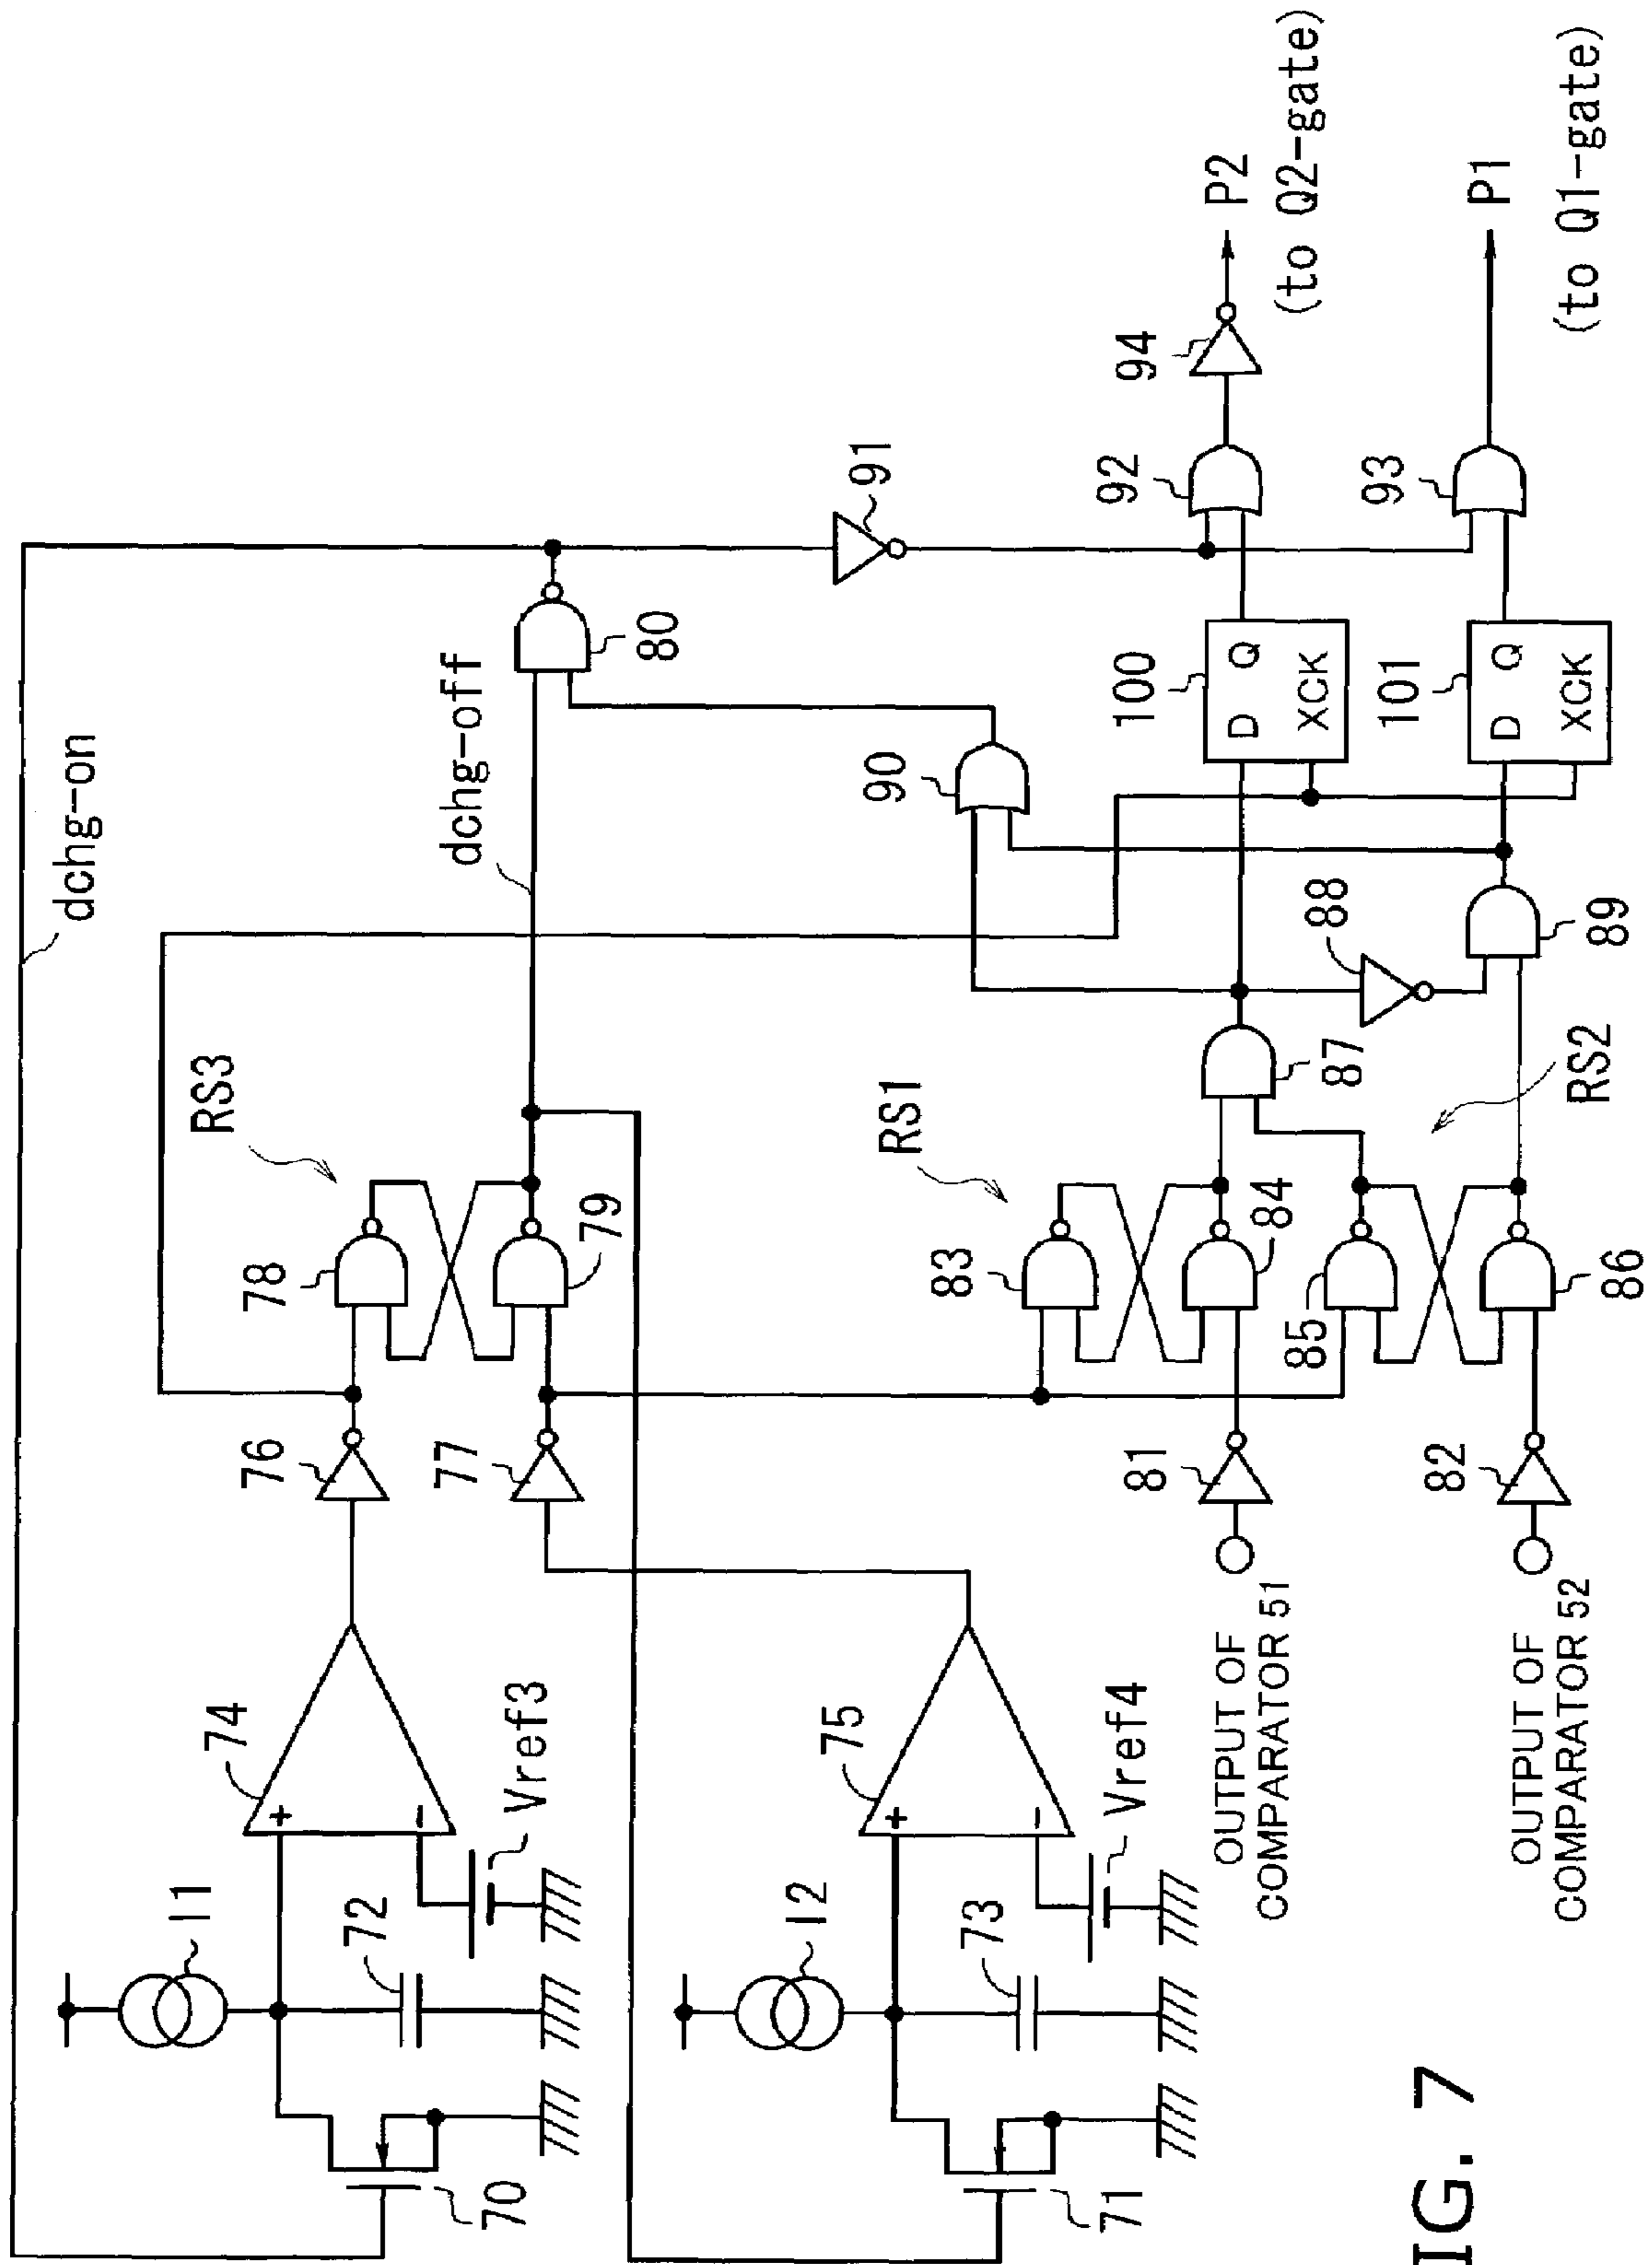 dchg-on
dchg-off
RS3
RS1
RS2
11
12
70
71
72
73
74
75
76
77
78
79
80
81
82
83
84
85
86
87
88
89
90
91
92
93
94
100
101
+
−
Vref3
+
−
Vref4
D Q
XCK
D Q
XCK
P2
(to Q2-gate)
P1
(to Q1-gate)
OUTPUT OF
COMPARATOR 51
OUTPUT OF
COMPARATOR 52
IG. 7